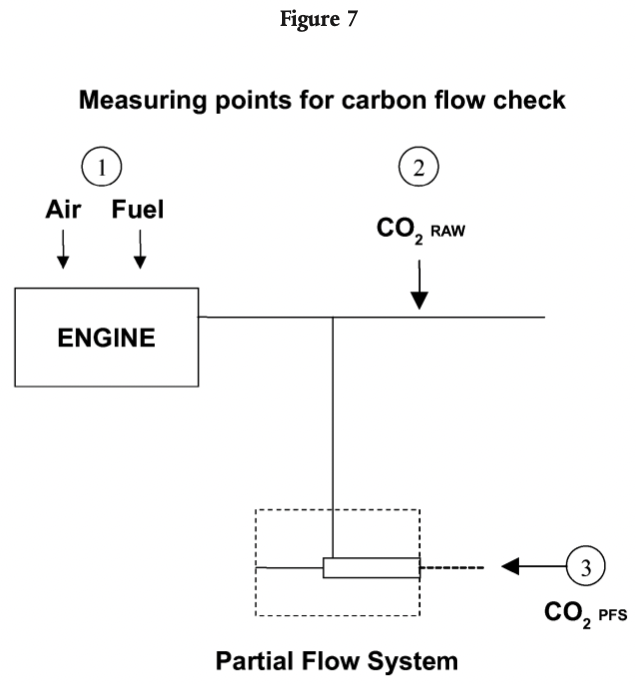 Figure 7
Measuring points for carbon flow check
1
2
Air Fuel
CO2 RAW
ENGINE
3
CO2 PFS
Partial Flow System